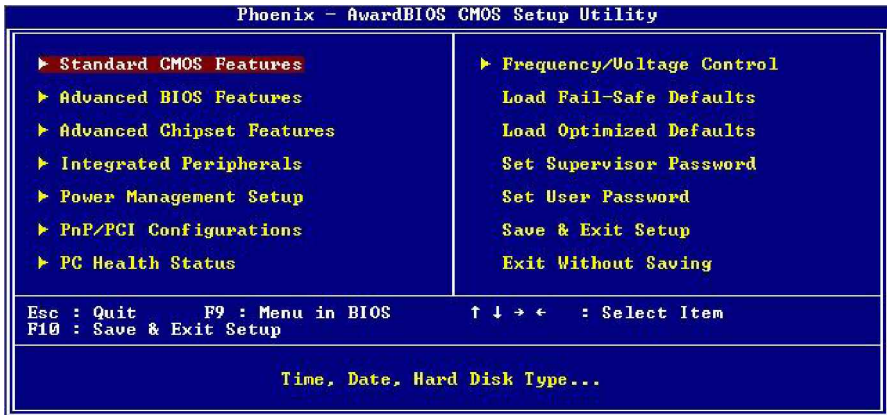 Phoenix - AwardBIOS CMOS Setup Utility
▶ Standard CMOS Features
▶ Advanced BIOS Features
▶ Advanced Chipset Features
▶ Integrated Peripherals
▶ Power Management Setup
▶ PnP/PCI Configurations
▶ PC Health Status
▶ Frequency/Voltage Control
Load Fail-Safe Defaults
Load Optimized Defaults
Set Supervisor Password
Set User Password
Save & Exit Setup
Exit Without Saving
Esc : Quit F9 : Menu in BIOS ↑ ↓ → ← : Select Item
F10 : Save & Exit Setup
Time, Date, Hard Disk Type...